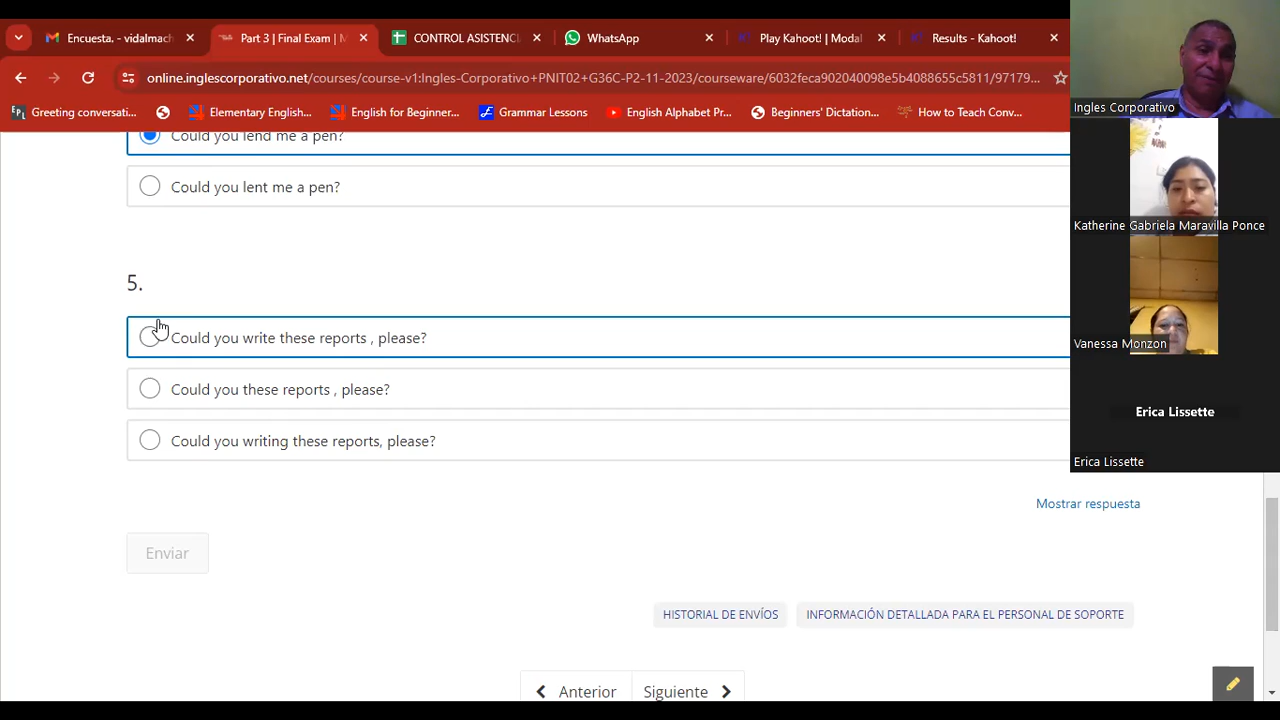 Encuesta. - vidalmach
Part 3 | Final Exam | M
CONTROL ASISTENCI
WhatsApp
Play Kahoot! | Modal
Results - Kahoot!
online.inglescorporativo.net/courses/course-v1:Ingles-Corporativo+PNIT02+G36C-P2-11-2023/courseware/6032feca902040098e5b4088655c5811/97179...
Greeting conversati...
Elementary English...
English for Beginner...
Grammar Lessons
English Alphabet Pr...
Beginners' Dictation...
How to Teach Conv...
Could you lend me a pen?
Could you lent me a pen?
5.
Could you write these reports , please?
Could you these reports , please?
Could you writing these reports, please?
Mostrar respuesta
Enviar
HISTORIAL DE ENVÍOS
INFORMACIÓN DETALLADA PARA EL PERSONAL DE SOPORTE
Anterior
Siguiente
Ingles Corporativo
Katherine Gabriela Maravilla Ponce
Vanessa Monzon
Erica Lissette
Erica Lissette